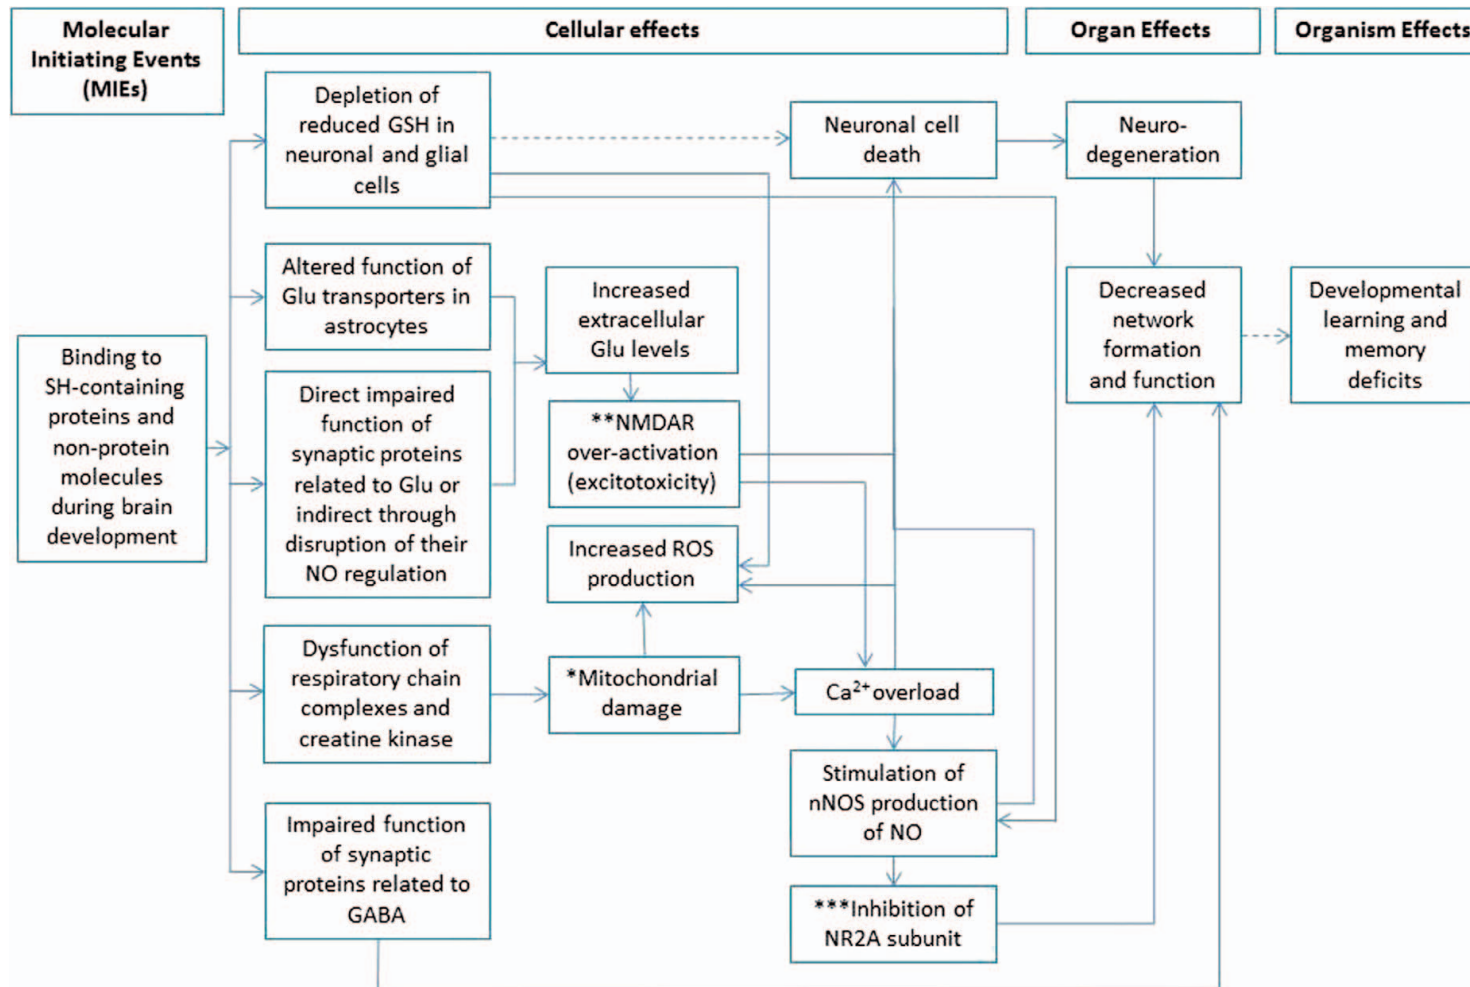 Molecular
Initiating Events
(MIEs)
Cellular effects
Organ Effects
Organism Effects
Depletion of
reduced GSH in
neuronal and glial
cells
Neuronal cell
death
Neuro-
degeneration
Altered function of
Glu transporters in
astrocytes
Increased
extracellular
Glu levels
Decreased
network
formation
and function
Developmental
learning and
memory
deficits
Binding to
SH-containing
proteins and
non-protein
molecules
during brain
development
Direct impaired
function of
synaptic proteins
related to Glu or
indirect through
disruption of their
NO regulation
**NMDAR
over-activation
(excitotoxicity)
Increased ROS
production
Dysfunction of
respiratory chain
complexes and
creatine kinase
*Mitochondrial
damage
Ca²⁺ overload
Stimulation of
nNOS production
of NO
Impaired function
of synaptic
proteins related to
GABA
***Inhibition of
NR2A subunit